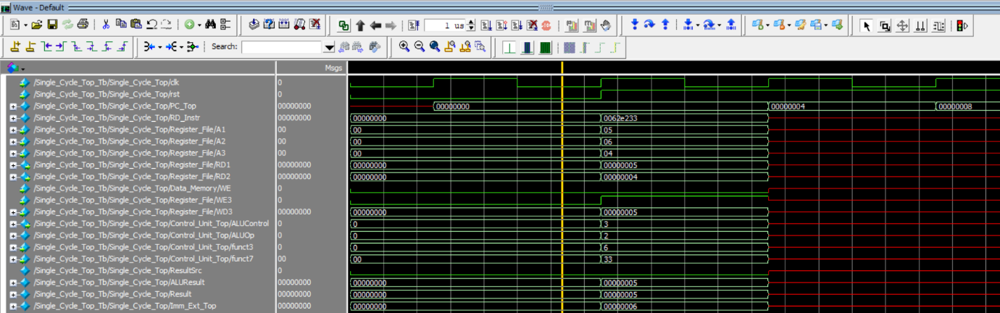 Wave - Default
1 us
Search:
Msgs
/Single_Cycle_Top_Tb/Single_Cycle_Top/clk 0
/Single_Cycle_Top_Tb/Single_Cycle_Top/rst 0
/Single_Cycle_Top_Tb/Single_Cycle_Top/PC_Top 00000000 00000000 00000004 00000008
/Single_Cycle_Top_Tb/Single_Cycle_Top/RD_Instr 00000000 00000000 0062e233
/Single_Cycle_Top_Tb/Single_Cycle_Top/Register_File/A1 00 00 05
/Single_Cycle_Top_Tb/Single_Cycle_Top/Register_File/A2 00 00 06
/Single_Cycle_Top_Tb/Single_Cycle_Top/Register_File/A3 00 00 04
/Single_Cycle_Top_Tb/Single_Cycle_Top/Register_File/RD1 00000000 00000000 00000005
/Single_Cycle_Top_Tb/Single_Cycle_Top/Register_File/RD2 00000000 00000000 00000004
/Single_Cycle_Top_Tb/Single_Cycle_Top/Data_Memory/WE 0
/Single_Cycle_Top_Tb/Single_Cycle_Top/Register_File/WE3 0
/Single_Cycle_Top_Tb/Single_Cycle_Top/Register_File/WD3 00000000 00000000 00000005
/Single_Cycle_Top_Tb/Single_Cycle_Top/Control_Unit_Top/ALUControl 0 0 3
/Single_Cycle_Top_Tb/Single_Cycle_Top/Control_Unit_Top/ALUOp 0 0 2
/Single_Cycle_Top_Tb/Single_Cycle_Top/Control_Unit_Top/funct3 0 0 6
/Single_Cycle_Top_Tb/Single_Cycle_Top/Control_Unit_Top/funct7 00 00 33
/Single_Cycle_Top_Tb/Single_Cycle_Top/ResultSrc 0
/Single_Cycle_Top_Tb/Single_Cycle_Top/ALUResult 00000000 00000000 00000005
/Single_Cycle_Top_Tb/Single_Cycle_Top/Result 00000000 00000000 00000005
/Single_Cycle_Top_Tb/Single_Cycle_Top/Imm_Ext_Top 00000000 00000000 00000006